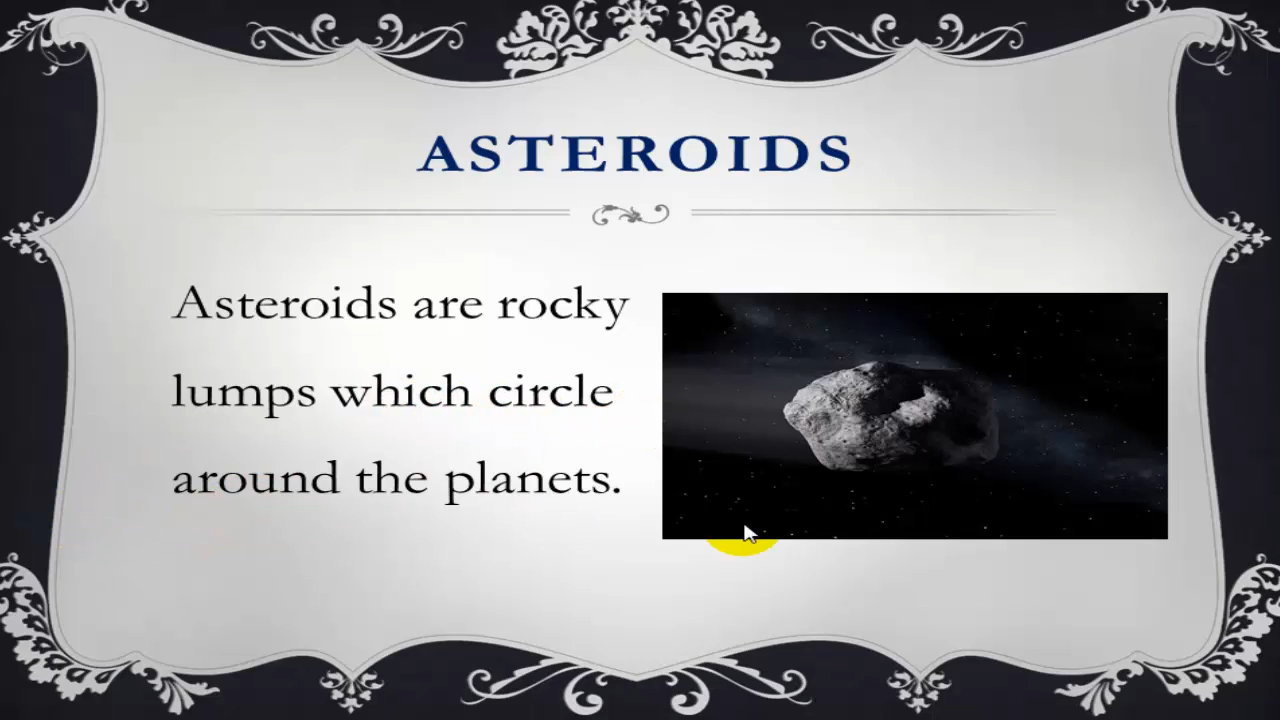 ASTEROIDS
Asteroids are rocky
lumps which circle
around the planets.